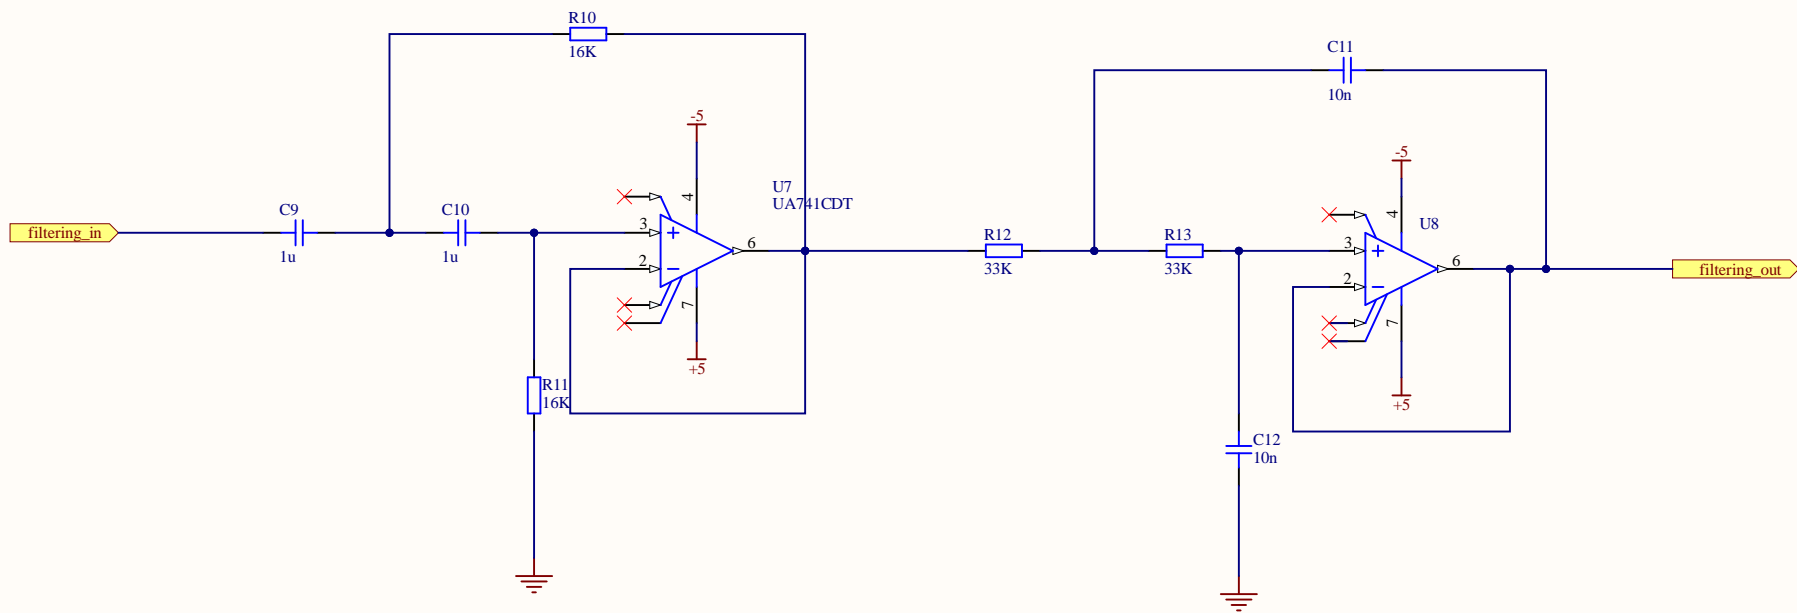 R10
16K
C11
10n
-5
-5
4
U7
UA741CDT
C9
1u
C10
1u
filtering_in
3
2
6
7
+5
R11
16K
R12
33K
R13
33K
4
U8
3
2
6
7
+5
filtering_out
C12
10n